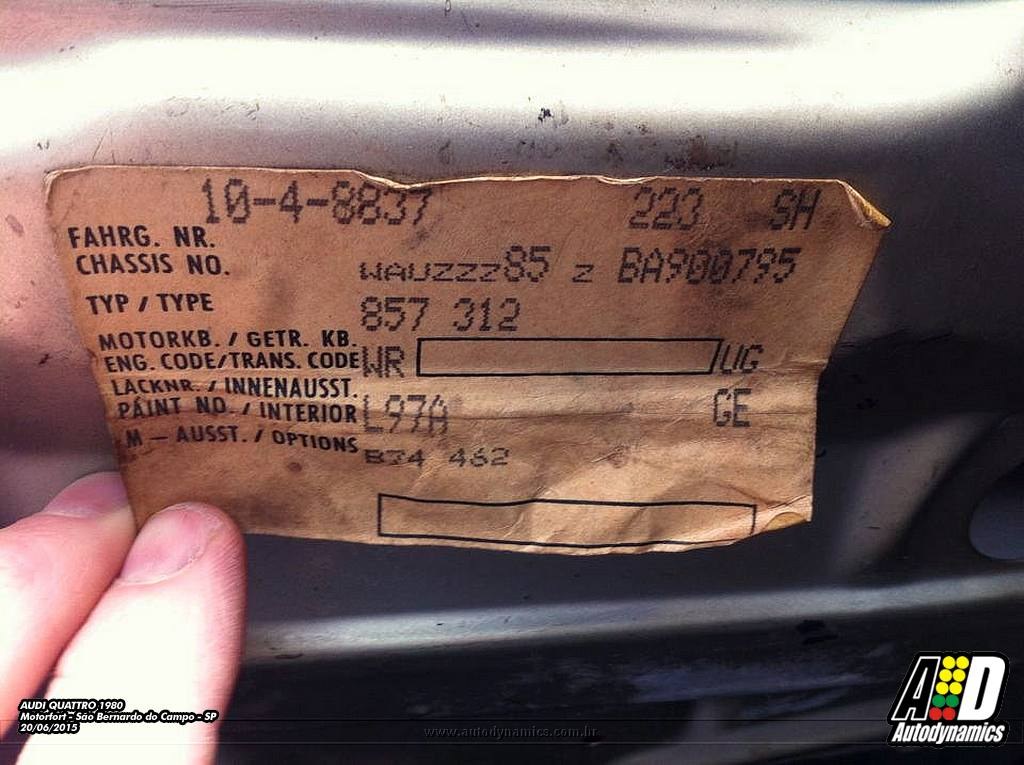 10-4-8837 223 SH
FAHRG. NR.
CHASSIS NO. WAUZZZ85 Z BA900795
TYP / TYPE 857 312
MOTORKB. / GETR. KB.
ENG. CODE/TRANS. CODE WR /UG
LACKNR. / INNENAUSST.
PAINT NO. / INTERIOR L97A GE
M – AUSST. / OPTIONS B74 462
AUDI QUATTRO 1980
Motorfort - São Bernardo do Campo - SP
20/06/2015
www.autodynamics.com.br
AD
Autodynamics